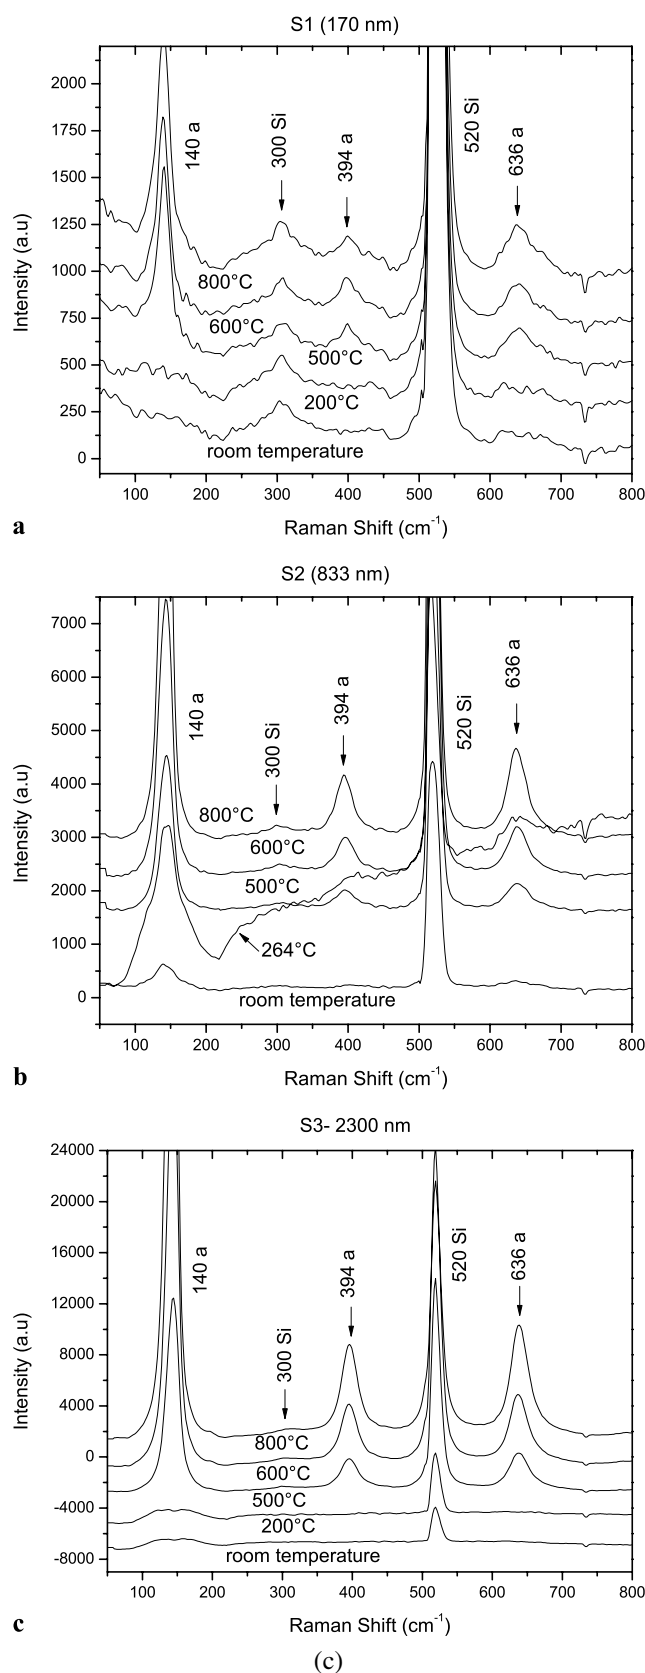 S1 (170 nm)
2000
1750
1500
1250
1000
750
500
250
0
Intensity (a.u)
140 a
300 Si
394 a
520 Si
636 a
800°C
600°C
500°C
200°C
room temperature
100 200 300 400 500 600 700 800
a
Raman Shift (cm⁻¹)
S2 (833 nm)
7000
6000
5000
4000
3000
2000
1000
0
Intensity (a.u)
140 a
300 Si
394 a
520 Si
636 a
800°C
600°C
500°C
264°C
room temperature
100 200 300 400 500 600 700 800
b
Raman Shift (cm⁻¹)
S3- 2300 nm
24000
20000
16000
12000
8000
4000
0
-4000
-8000
Intensity (a.u)
140 a
300 Si
394 a
520 Si
636 a
800°C
600°C
500°C
200°C
room temperature
100 200 300 400 500 600 700 800
c
Raman Shift (cm⁻¹)
(c)